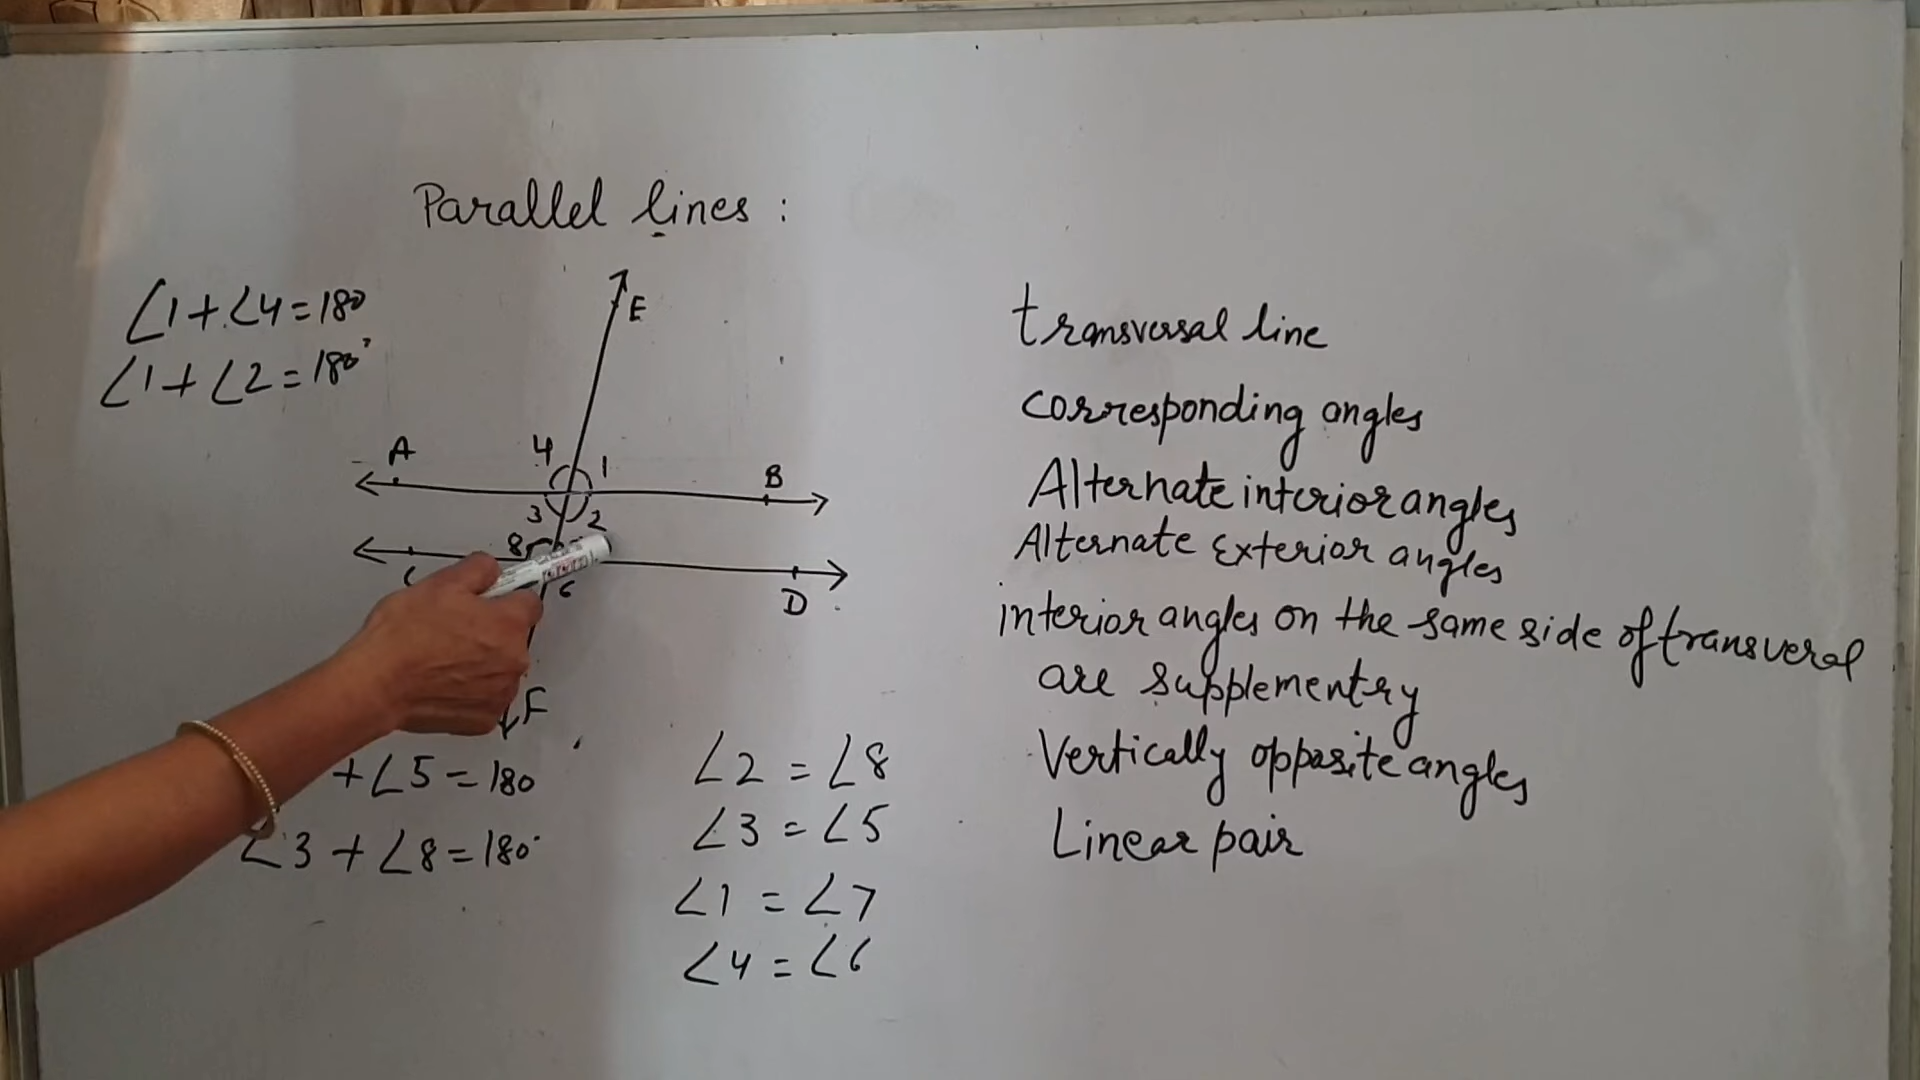 Parallel lines :
∠1+∠4=180
∠1+∠2=180°
E
A
4
1
B
3
2
8
6
D
F
+∠5=180
∠3+∠8=180°
∠2=∠8
∠3=∠5
∠1=∠7
∠4=∠6
transversal line
corresponding angles
Alternate interior angles
Alternate Exterior angles
interior angles on the same side of transveral
are supplementry
Vertically opposite angles
Linear pair